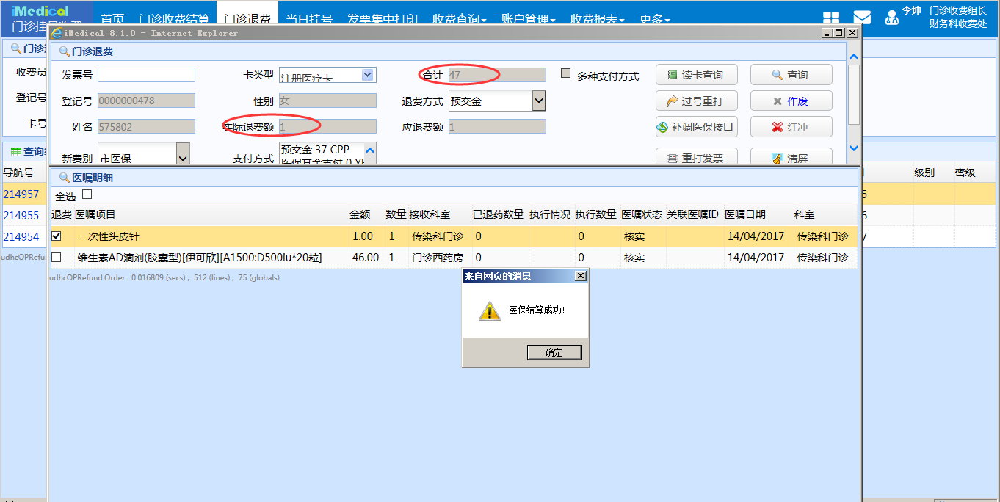 iMedical
门诊挂号收费
首页 门诊收费结算 门诊退费 当日挂号 发票集中打印 收费查询 账户管理 收费报表 更多
李坤 门诊收费组长
财务科收费处
iMedical 8.1.0 - Internet Explorer
门诊退费
收费员
登记号
卡号
发票号 卡类型 注册医疗卡 合计 47 多种支付方式 读卡查询 查询
登记号 0000000478 性别 女 退费方式 预交金 过号重打 作废
姓名 575802 实际退费额 1 应退费额 1 补调医保接口 红冲
新费别 市医保 支付方式 预交金 37 CPP 重打发票 清屏
医保基金支付 0
查询
导航号 级别 密级
214957 5
214955 6
214954 7
udhcOPRefun
医嘱明细
全选
退费 医嘱项目 金额 数量 接收科室 已退药数量 执行情况 执行数量 医嘱状态 关联医嘱ID 医嘱日期 科室
一次性头皮针 1.00 1 传染科门诊 0 0 核实 14/04/2017 传染科门诊
维生素AD滴剂(胶囊型)[伊可欣][A1500:D500iu*20粒] 46.00 1 门诊西药房 0 0 核实 14/04/2017 传染科门诊
udhcOPRefund.Order 0.016809 (secs) , 512 (lines) , 75 (globals)
来自网页的消息
医保结算成功!
确定